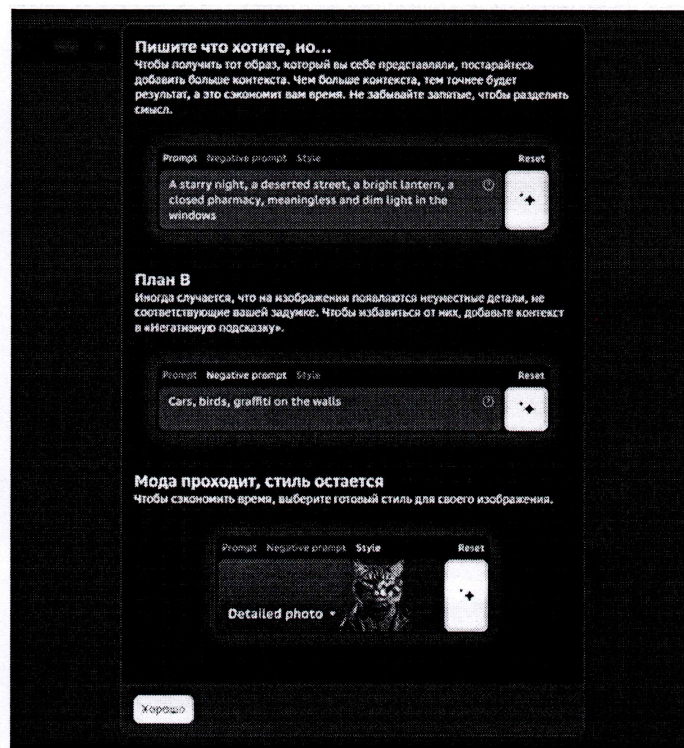 Пишите что хотите, но...
Чтобы получить тот образ, который вы себе представляли, постарайтесь
добавить больше контекста. Чем больше контекста, тем точнее будет
результат, а это сэкономит вам время. Не забывайте запятые, чтобы разделить
смысл.
Prompt Negative prompt Style Reset
A starry night, a deserted street, a bright lantern, a
closed pharmacy, meaningless and dim light in the
windows
План B
Иногда случается, что на изображении появляются неуместные детали, не
соответствующие вашей задумке. Чтобы избавиться от них, добавьте контекст
в «Негативную подсказку».
Prompt Negative prompt Style Reset
Cars, birds, graffiti on the walls
Мода проходит, стиль остается
Чтобы сэкономить время, выберите готовый стиль для своего изображения.
Prompt Negative prompt Style Reset
Detailed photo
Хорошо